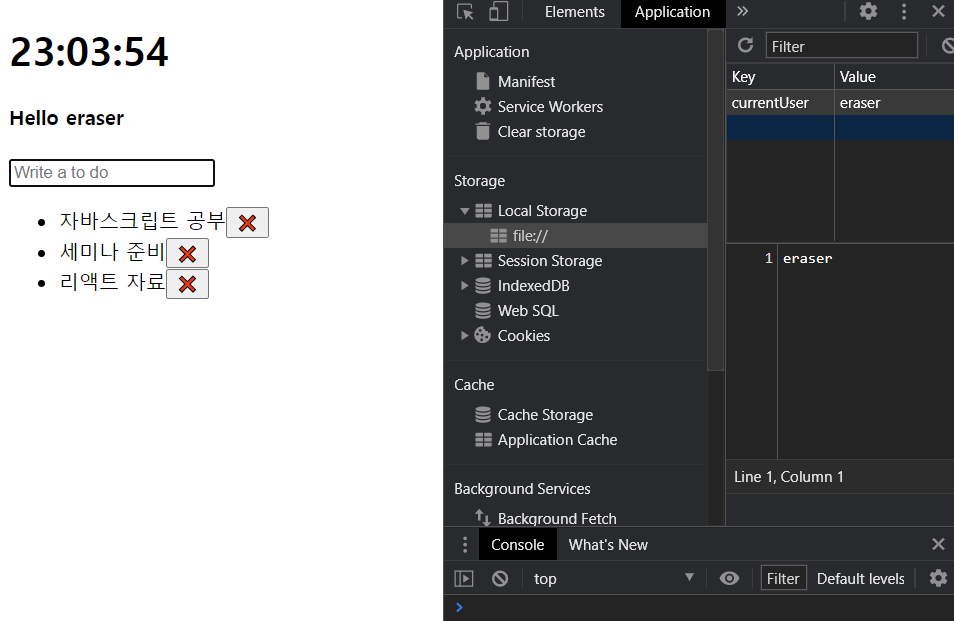 23:03:54
Hello eraser
Write a to do
자바스크립트 공부
세미나 준비
리액트 자료
Elements
Application
Application
Manifest
Service Workers
Clear storage
Storage
Local Storage
file://
Session Storage
IndexedDB
Web SQL
Cookies
Cache
Cache Storage
Application Cache
Background Services
Background Fetch
Filter
Key Value
currentUser eraser
1 eraser
Line 1, Column 1
Console What's New
top Filter Default levels